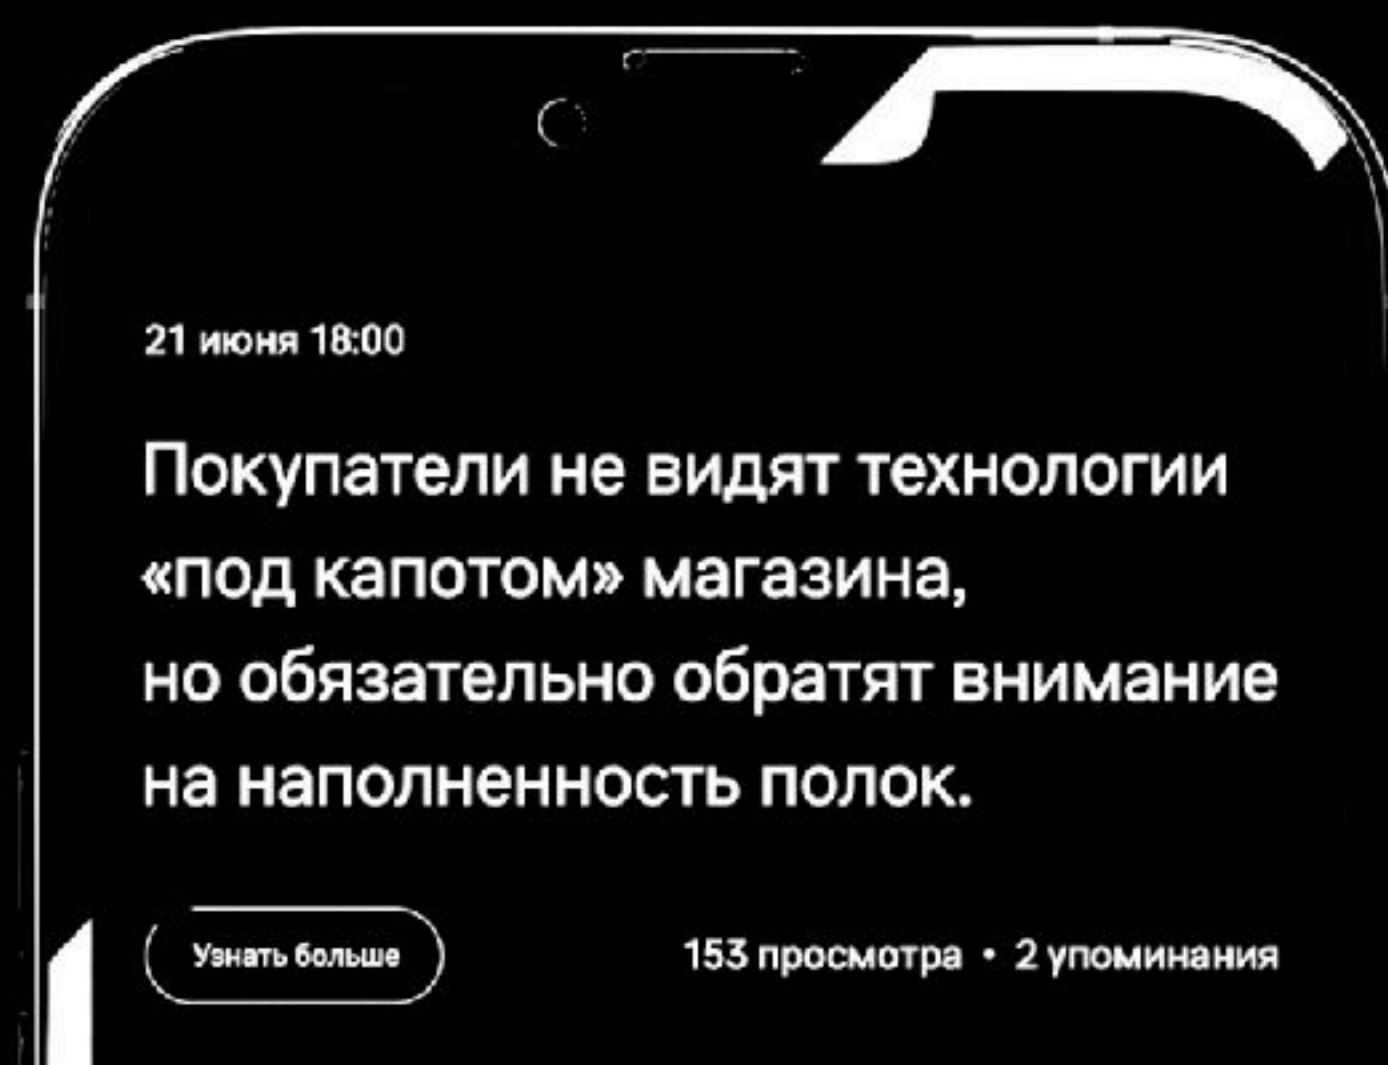 21 июня 18:00
Покупатели не видят технологии
«под капотом» магазина,
но обязательно обратят внимание
на наполненность полок.
Узнать больше
153 просмотра • 2 упоминания